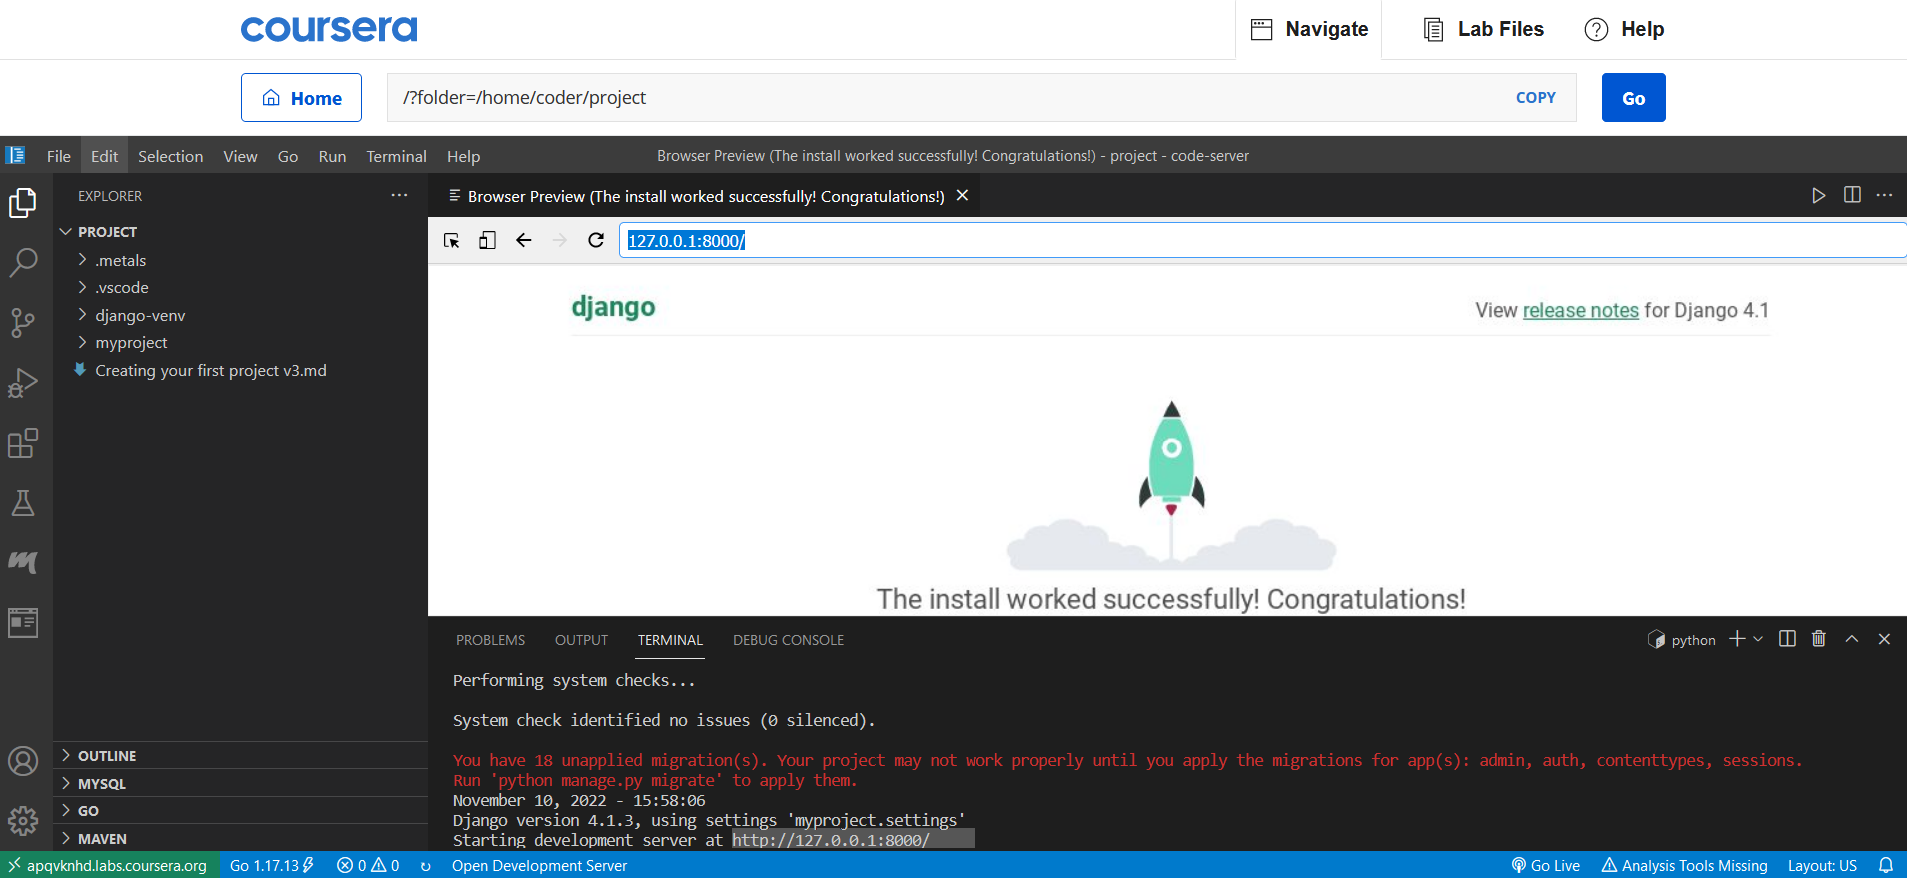 coursera
Navigate
Lab Files
Help
Home
/?folder=/home/coder/project
COPY
Go
File Edit Selection View Go Run Terminal Help
Browser Preview (The install worked successfully! Congratulations!) - project - code-server
EXPLORER
PROJECT
.metals
.vscode
django-venv
myproject
Creating your first project v3.md
OUTLINE
MYSQL
GO
MAVEN
Browser Preview (The install worked successfully! Congratulations!)
127.0.0.1:8000/
django
View release notes for Django 4.1
The install worked successfully! Congratulations!
PROBLEMS OUTPUT TERMINAL DEBUG CONSOLE
python
Performing system checks...
System check identified no issues (0 silenced).
You have 18 unapplied migration(s). Your project may not work properly until you apply the migrations for app(s): admin, auth, contenttypes, sessions.
Run 'python manage.py migrate' to apply them.
November 10, 2022 - 15:58:06
Django version 4.1.3, using settings 'myproject.settings'
Starting development server at http://127.0.0.1:8000/
apqvknhd.labs.coursera.org
Go 1.17.13
0
0
Open Development Server
Go Live
Analysis Tools Missing
Layout: US